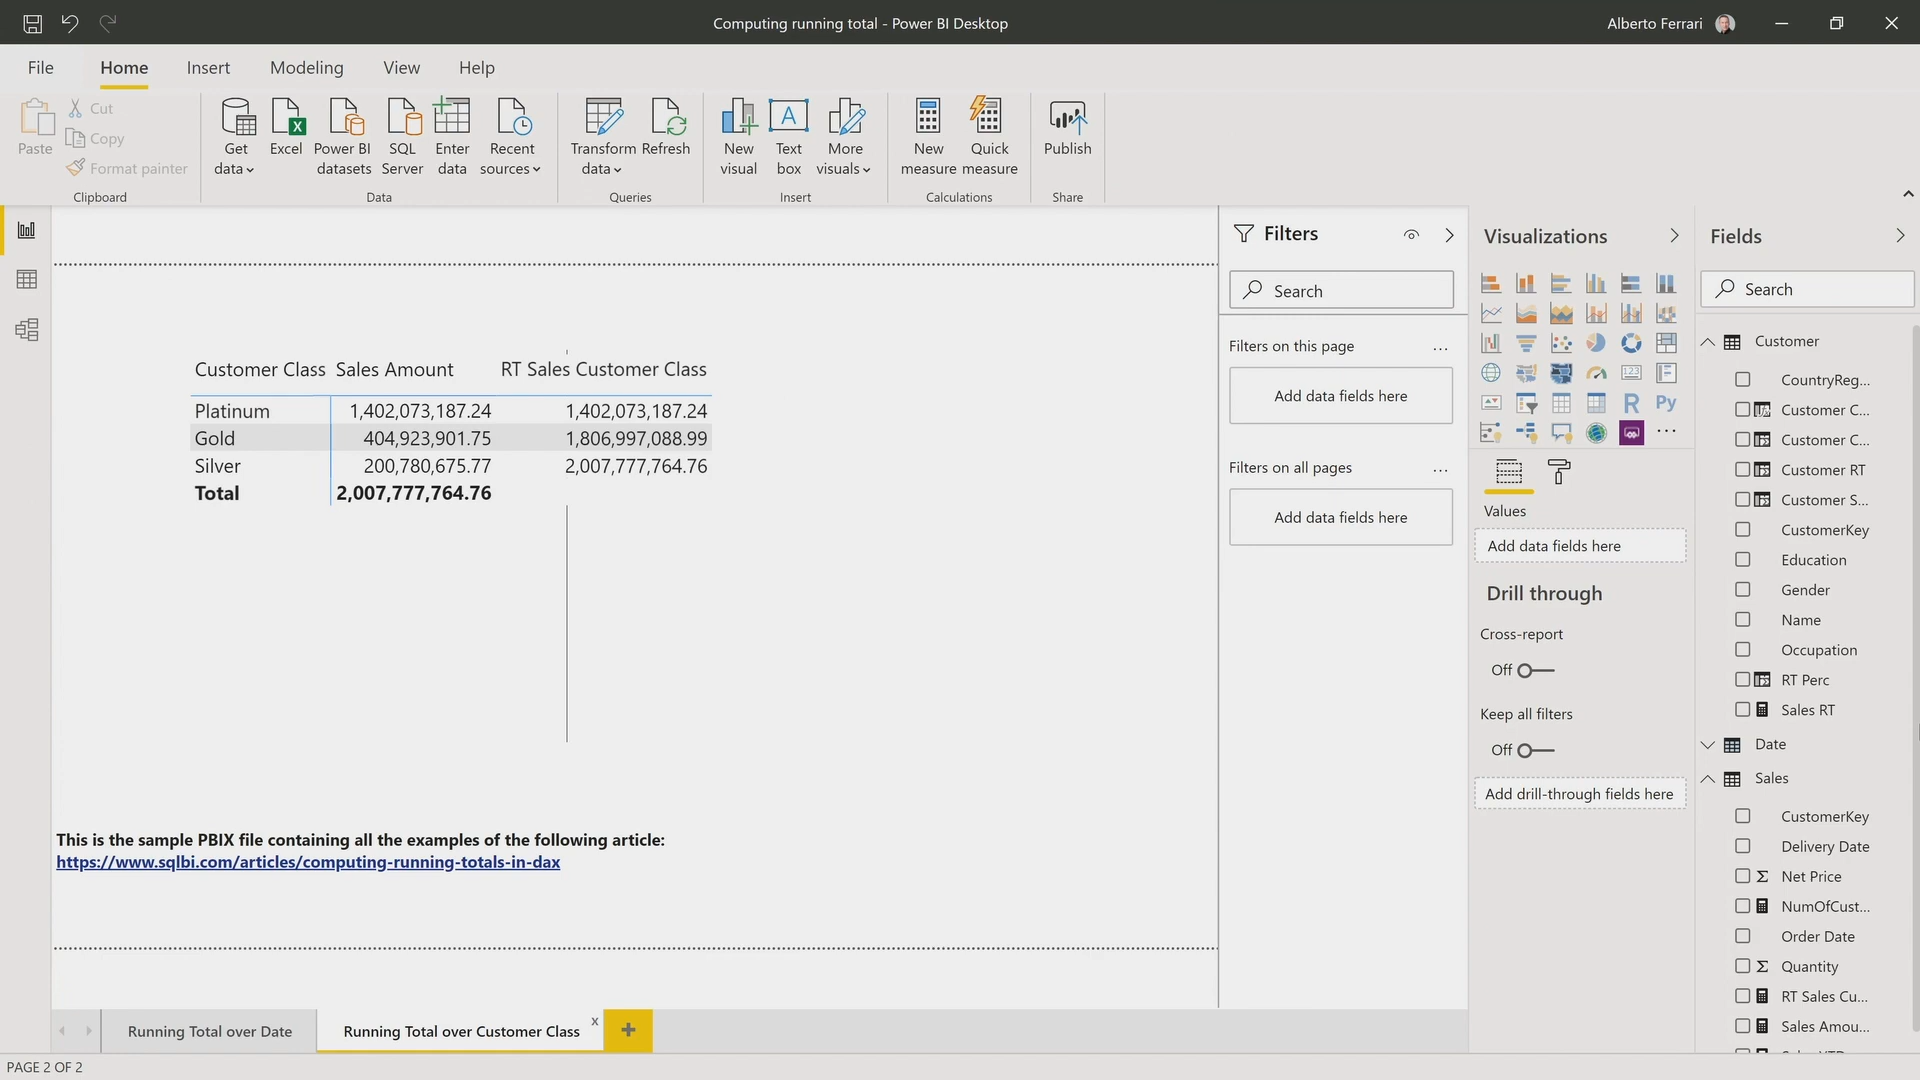 Computing running total - Power BI Desktop
Alberto Ferrari
File
Home
Insert
Modeling
View
Help
Paste
Cut
Copy
Format painter
Clipboard
Get data
Excel
Power BI datasets
SQL Server
Enter data
Recent sources
Data
Transform data
Refresh
Queries
New visual
Text box
More visuals
Insert
New measure
Quick measure
Calculations
Publish
Share
Customer Class Sales Amount RT Sales Customer Class
Platinum 1,402,073,187.24 1,402,073,187.24
Gold 404,923,901.75 1,806,997,088.99
Silver 200,780,675.77 2,007,777,764.76
Total 2,007,777,764.76
This is the sample PBIX file containing all the examples of the following article:
https://www.sqlbi.com/articles/computing-running-totals-in-dax
Filters
Search
Filters on this page
...
Add data fields here
Filters on all pages
...
Add data fields here
Visualizations
123
R
Py
...
Values
Add data fields here
Drill through
Cross-report
Off
Keep all filters
Off
Add drill-through fields here
Fields
Search
Customer
CountryReg...
Customer C...
Customer C...
Customer RT
Customer S...
CustomerKey
Education
Gender
Name
Occupation
RT Perc
Sales RT
Date
Sales
CustomerKey
Delivery Date
Σ Net Price
NumOfCust...
Order Date
Σ Quantity
RT Sales Cu...
Sales Amou...
Running Total over Date
Running Total over Customer Class
x
+
PAGE 2 OF 2